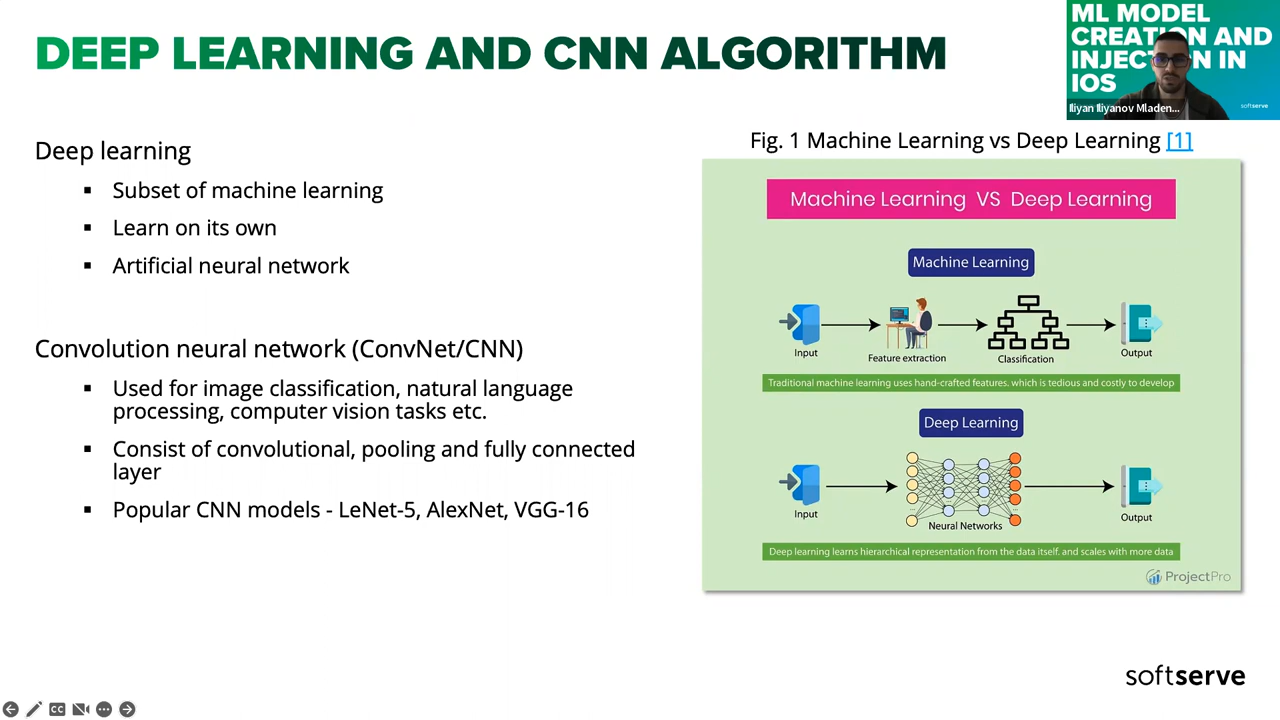 DEEP LEARNING AND CNN ALGORITHM
ML MODEL
CREATION AND
INJECTION IN
IOS
Iliyan Iliyanov Mladen...
softserve
Deep learning
▪ Subset of machine learning
▪ Learn on its own
▪ Artificial neural network
Convolution neural network (ConvNet/CNN)
▪ Used for image classification, natural language
processing, computer vision tasks etc.
▪ Consist of convolutional, pooling and fully connected
layer
▪ Popular CNN models - LeNet-5, AlexNet, VGG-16
Fig. 1 Machine Learning vs Deep Learning [1]
Machine Learning VS Deep Learning
Machine Learning
Input
Feature extraction
Classification
Output
Traditional machine learning uses hand-crafted features. which is tedious and costly to develop
Deep Learning
Input
Neural Networks
Output
Deep learning learns hierarchical representation from the data itself. and scales with more data
ProjectPro
softserve
CC